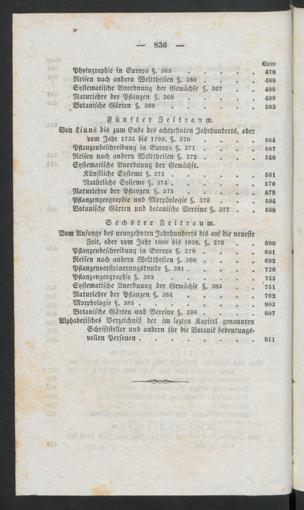 — 836 —
Seite
Phytographie in Europa §. 365 . . . . . 478
Reisen nach andern Welttheilen §. 366 . . . . 489
Systematische Anordnung der Gewächse §. 367 . . 495
Naturlehre der Pflanzen §. 368 . . . . . 499
Botanische Gärten §. 369 . . . . . . 503
Fünfter Zeitraum.
Von Linné bis zum Ende des achtzehnten Jahrhunderts, oder
vom Jahr 1735 bis 1799. §. 370 . . . . 504
Pflanzenbeschreibung in Europa §. 371 . . . . 507
Reisen nach andern Welttheilen §. 372 . . . . 540
Systematische Anordnung der Gewächse.
Künstliche Systeme §. 373 . . . . . . 561
Natürliche Systeme §. 374 . . . . . . 570
Naturlehre der Pflanzen §. 375 . . . . . 578
Pflanzengeographie und Morphologie §. 376 . . . 594
Botanische Gärten und botanische Vereine §. 377 . . 598
Sechster Zeitraum.
Vom Anfange des neunzehnten Jahrhunderts bis auf die neueste
Zeit, oder vom Jahr 1800 bis 1838. §. 378 . . 600
Pflanzenbeschreibung in Europa §. 379 . . . . 601
Reisen nach andern Welttheilen §. 380 . . . . 692
Pflanzenversteinerungskunde §. 381 . . . . 738
Pflanzengeographie §. 382 . . . . . . 743
Systematische Anordnung der Gewächse §. 383 . . 751
Naturlehre der Pflanzen §. 384 . . . . . 762
Morphologie §. 385 . . . . . . . 803
Botanische Gärten und Vereine §. 386 . . . . 807
Alphabetisches Verzeichniß der im letzten Kapitel genannten
Schriftsteller und andern für die Botanik bedeutungs-
vollen Personen . . . . . . . 811